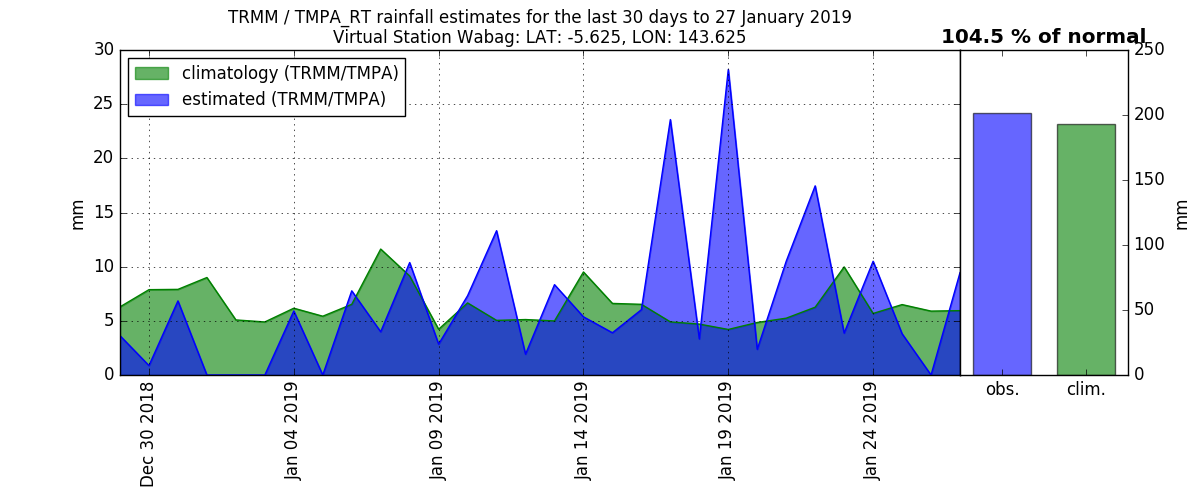 TRMM / TMPA_RT rainfall estimates for the last 30 days to 27 January 2019
Virtual Station Wabag: LAT: -5.625, LON: 143.625
104.5 % of normal
climatology (TRMM/TMPA)
estimated (TRMM/TMPA)
30
25
20
15
10
5
0
mm
Dec 30 2018
Jan 04 2019
Jan 09 2019
Jan 14 2019
Jan 19 2019
Jan 24 2019
obs.
clim.
250
200
150
100
50
0
mm